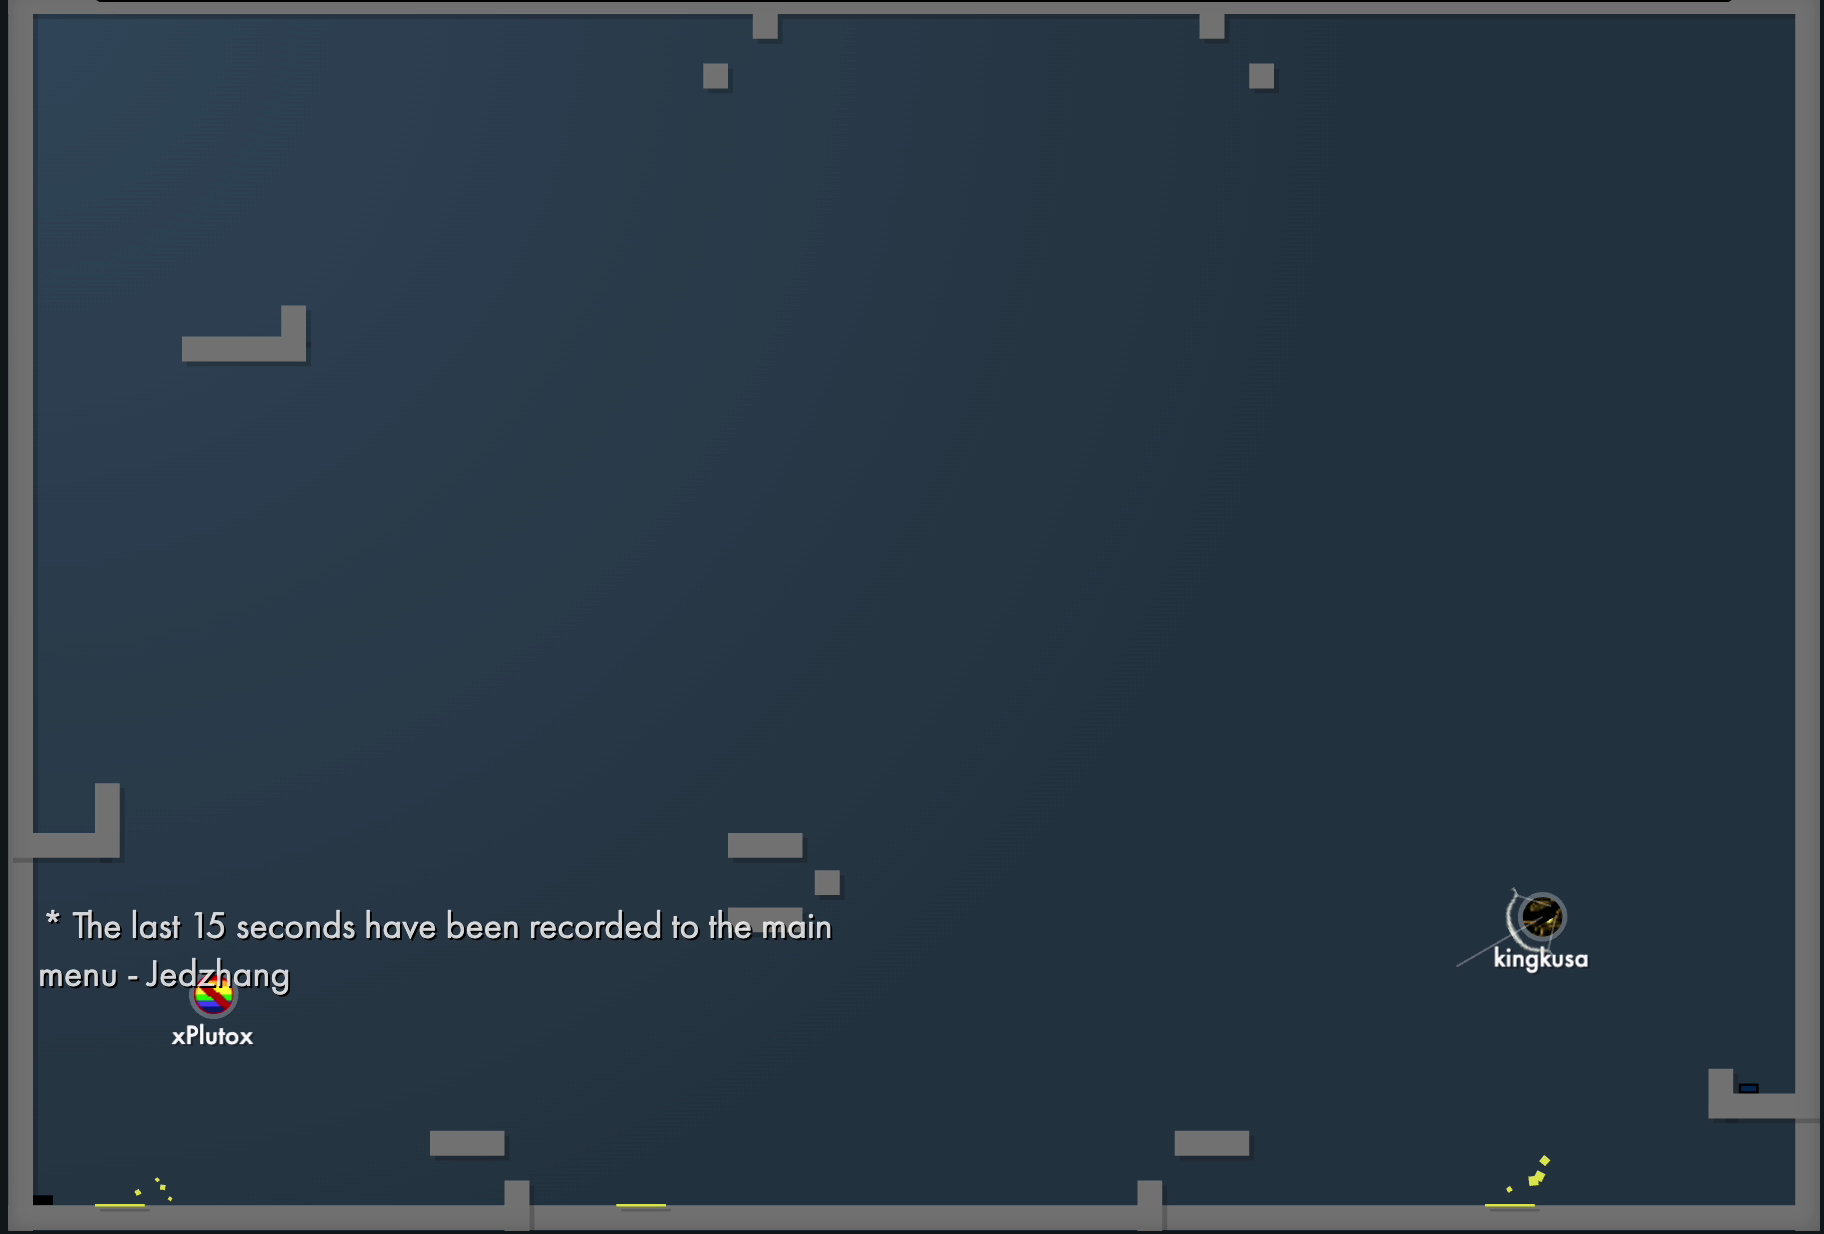 * The last 15 seconds have been recorded to the main
menu - Jedzhang
kingkusa
xPlutox